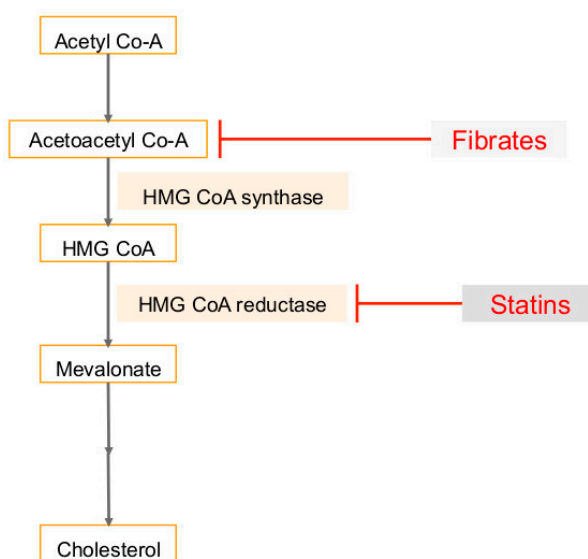 Acetyl Co-A
Acetoacetyl Co-A
Fibrates
HMG CoA synthase
HMG CoA
HMG CoA reductase
Statins
Mevalonate
Cholesterol